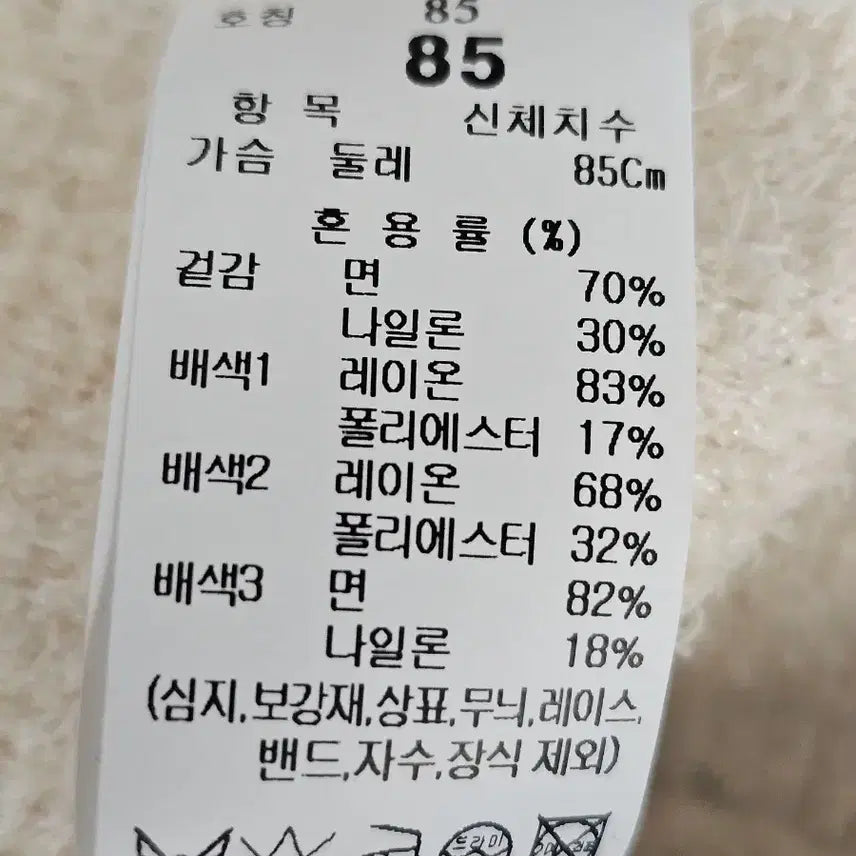 호칭 85
85
항 목 신체치수
가슴 둘레 85Cm
혼 용 률 (%)
겉감 면 70%
나일론 30%
배색1 레이온 83%
폴리에스터 17%
배색2 레이온 68%
폴리에스터 32%
배색3 면 82%
나일론 18%
(심지,보강재,상표,무늬,레이스,
밴드,자수,장식 제외)
드라이